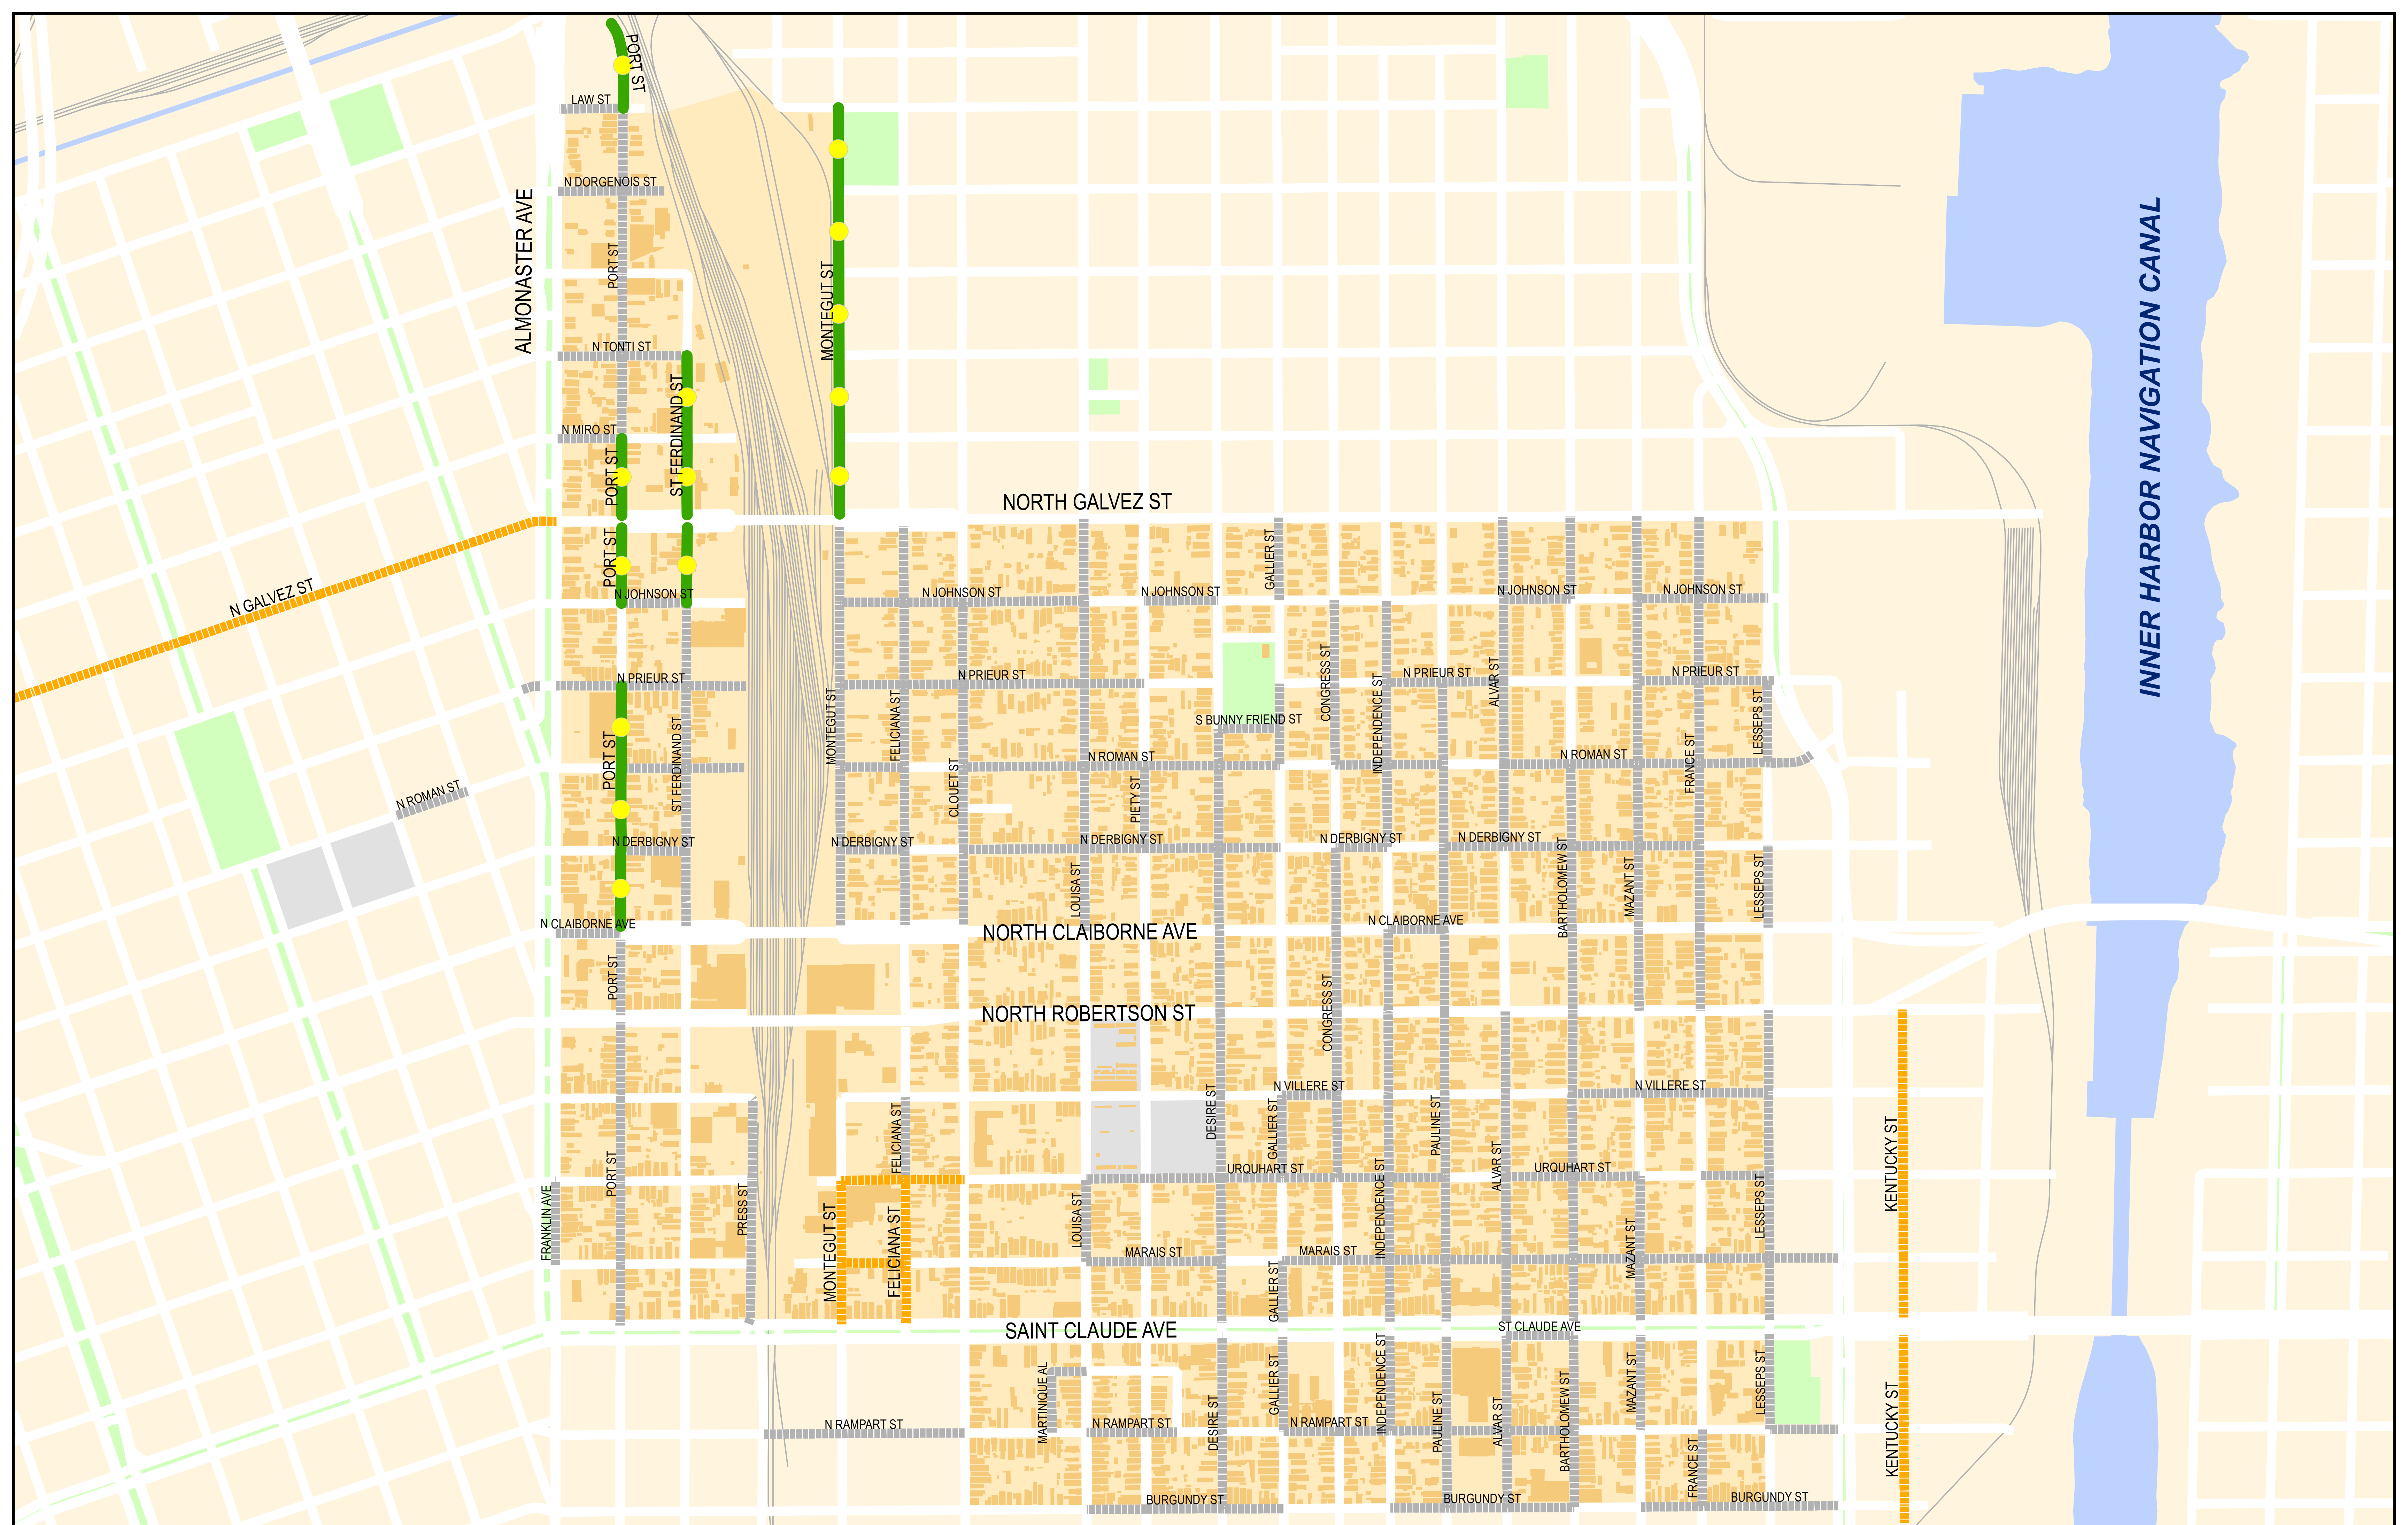 PORT ST
LAW ST
N DORGENOIS ST
ALMONASTER AVE
PORT ST
MONTEGUT ST
INNER HARBOR NAVIGATION CANAL
N TONTI ST
ST FERDINAND ST
N MIRO ST
PORT ST
NORTH GALVEZ ST
PORT ST
GALLIER ST
N GALVEZ ST
N JOHNSON ST
N JOHNSON ST
N JOHNSON ST
N JOHNSON ST
N JOHNSON ST
N PRIEUR ST
N PRIEUR ST
N PRIEUR ST
N PRIEUR ST
CONGRESS ST
ALVAR ST
MONTEGUT ST
FELICIANA ST
INDEPENDENCE ST
LESSEPS ST
S BUNNY FRIEND ST
PORT ST
ST FERDINAND ST
N ROMAN ST
N ROMAN ST
FRANCE ST
N ROMAN ST
CLOUET ST
PIETY ST
N DERBIGNY ST
N DERBIGNY ST
N DERBIGNY ST
N DERBIGNY ST
N DERBIGNY ST
LOUISA ST
BARTHOLOMEW ST
MAZANT ST
LESSEPS ST
N CLAIBORNE AVE
NORTH CLAIBORNE AVE
N CLAIBORNE AVE
PORT ST
NORTH ROBERTSON ST
CONGRESS ST
N VILLERE ST
N VILLERE ST
DESIRE ST
GALLIER ST
PAULINE ST
FELICIANA ST
KENTUCKY ST
PORT ST
URQUHART ST
URQUHART ST
ALVAR ST
FRANKLIN AVE
PRESS ST
LOUISA ST
INDEPENDENCE ST
MAZANT ST
LESSEPS ST
MONTEGUT ST
FELICIANA ST
MARAIS ST
MARAIS ST
GALLIER ST
SAINT CLAUDE AVE
ST CLAUDE AVE
MARTINIQUE AL
GALLIER ST
INDEPENDENCE ST
MAZANT ST
LESSEPS ST
KENTUCKY ST
N RAMPART ST
N RAMPART ST
N RAMPART ST
DESIRE ST
PAULINE ST
ALVAR ST
BARTHOLOMEW ST
FRANCE ST
BURGUNDY ST
BURGUNDY ST
BURGUNDY ST